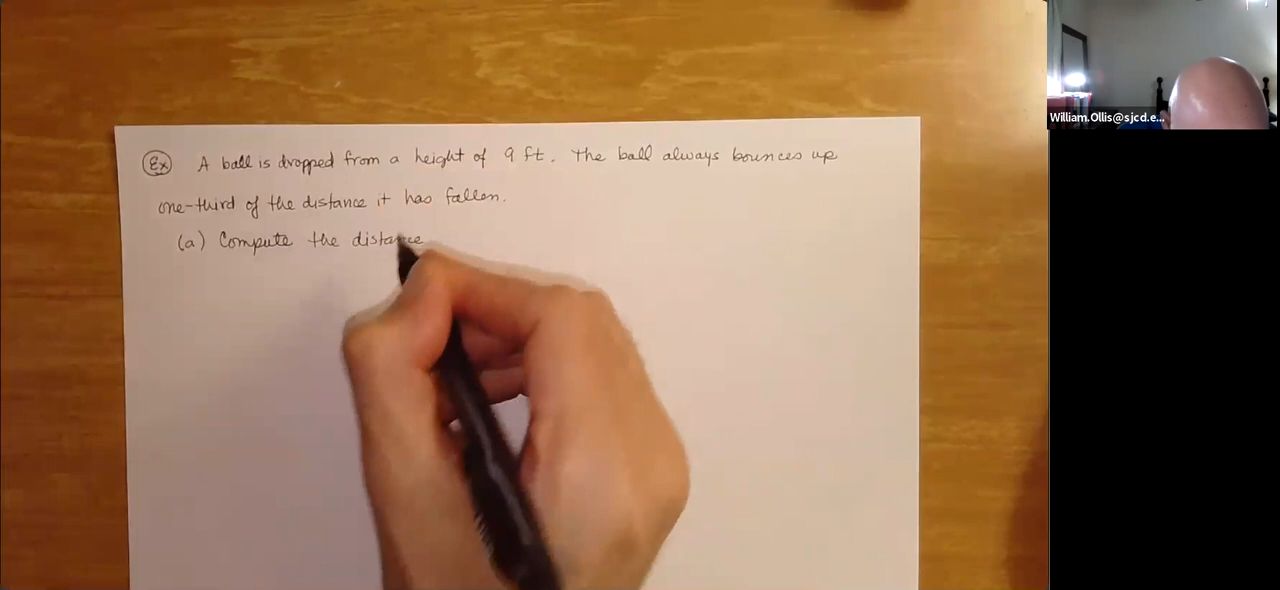 Ex A ball is dropped from a height of 9 ft. The ball always bounces up
one-third of the distance it has fallen.
(a) Compute the distance
William.Ollis@sjcd.e...